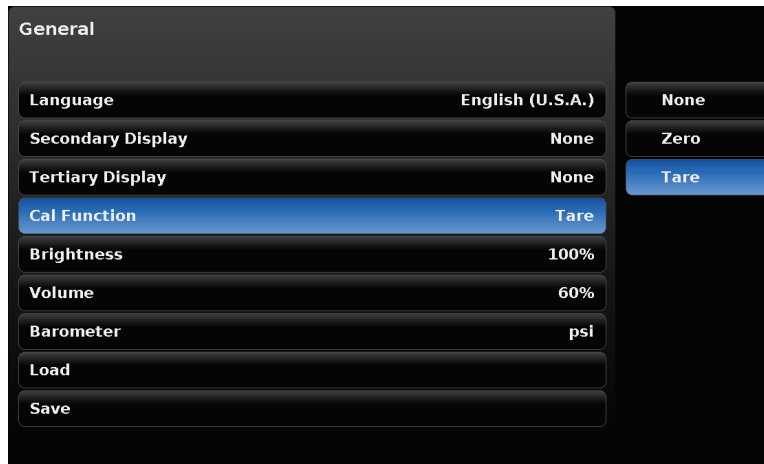 General
Language English (U.S.A.) None
Secondary Display None Zero
Tertiary Display None Tare
Cal Function Tare
Brightness 100%
Volume 60%
Barometer psi
Load
Save